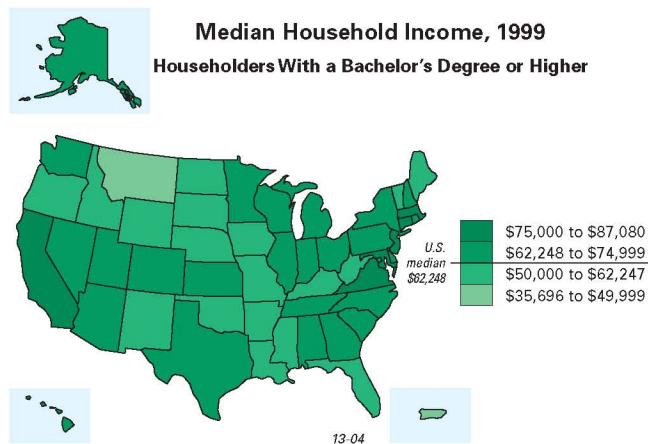 Median Household Income, 1999
Householders With a Bachelor's Degree or Higher
$75,000 to $87,080
U.S.
median
$62,248
$62,248 to $74,999
$50,000 to $62,247
$35,696 to $49,999
13-04